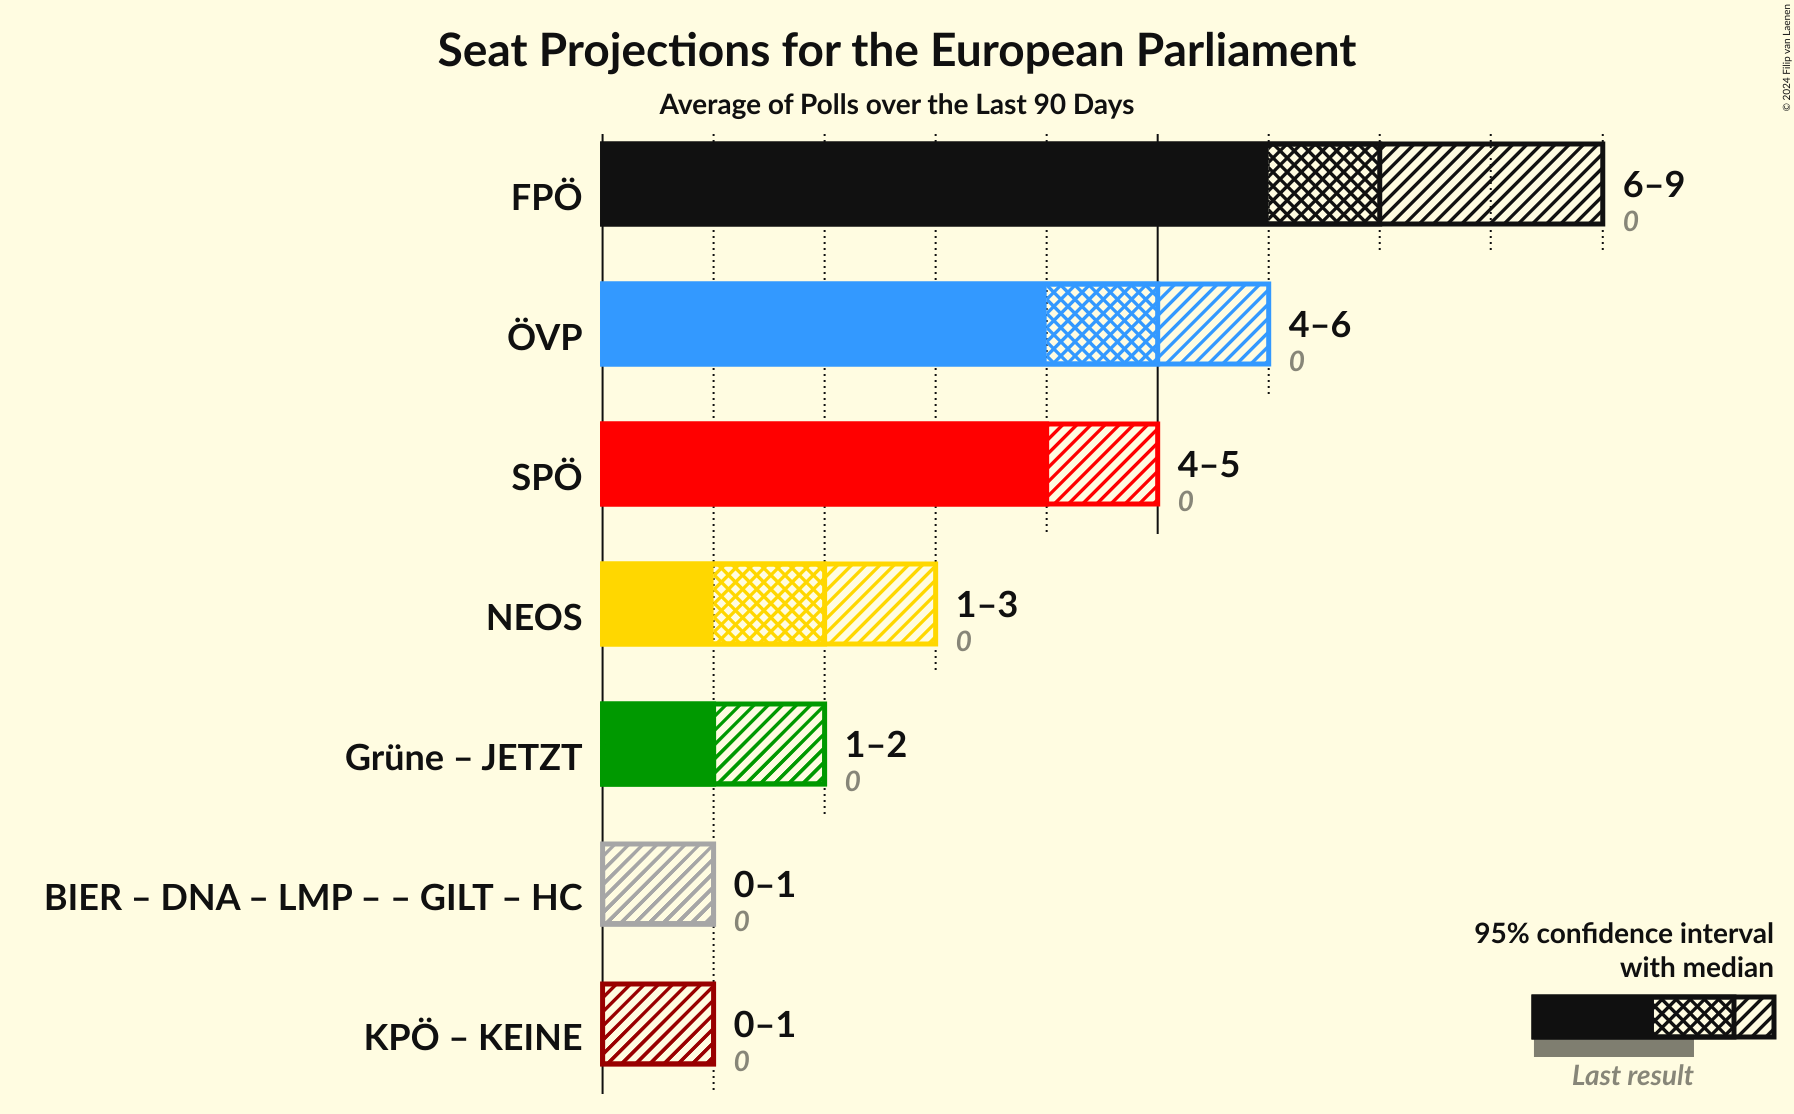 Seat Projections for the European Parliament
Average of Polls over the Last 90 Days
© 2024 Filip van Laenen
FPÖ
6–9
0
ÖVP
4–6
0
SPÖ
4–5
0
NEOS
1–3
0
Grüne – JETZT
1–2
0
BIER – DNA – LMP – – GILT – HC
0–1
0
KPÖ – KEINE
0–1
0
95% confidence interval
with median
Last result